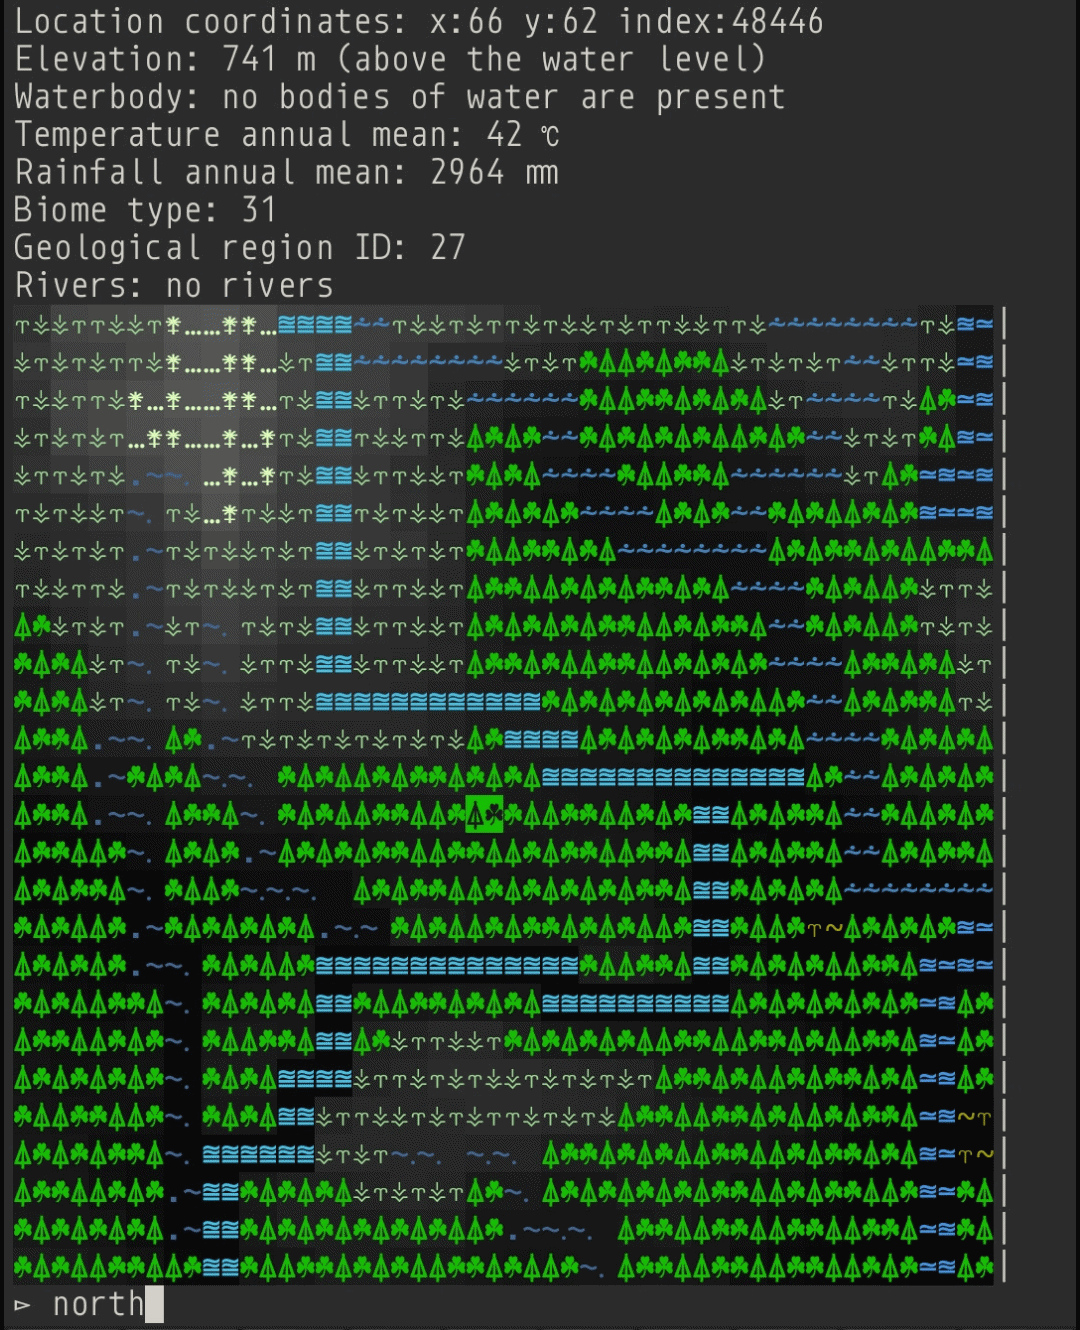 Location coordinates: x:66 y:62 index:48446
Elevation: 741 m (above the water level)
Waterbody: no bodies of water are present
Temperature annual mean: 42 ℃
Rainfall annual mean: 2964 ㎜
Biome type: 31
Geological region ID: 27
Rivers: no rivers
▻ north